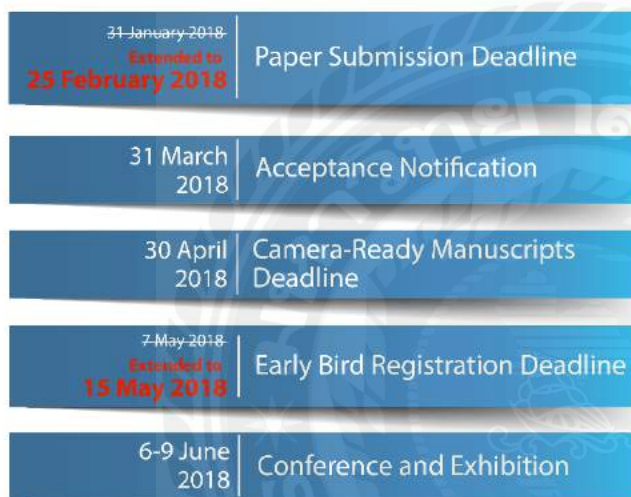 31 January 2018
Extended to
25 February 2018
Paper Submission Deadline
31 March
2018
Acceptance Notification
30 April
2018
Camera-Ready Manuscripts
Deadline
7 May 2018
Extended to
15 May 2018
Early Bird Registration Deadline
6-9 June
2018
Conference and Exhibition